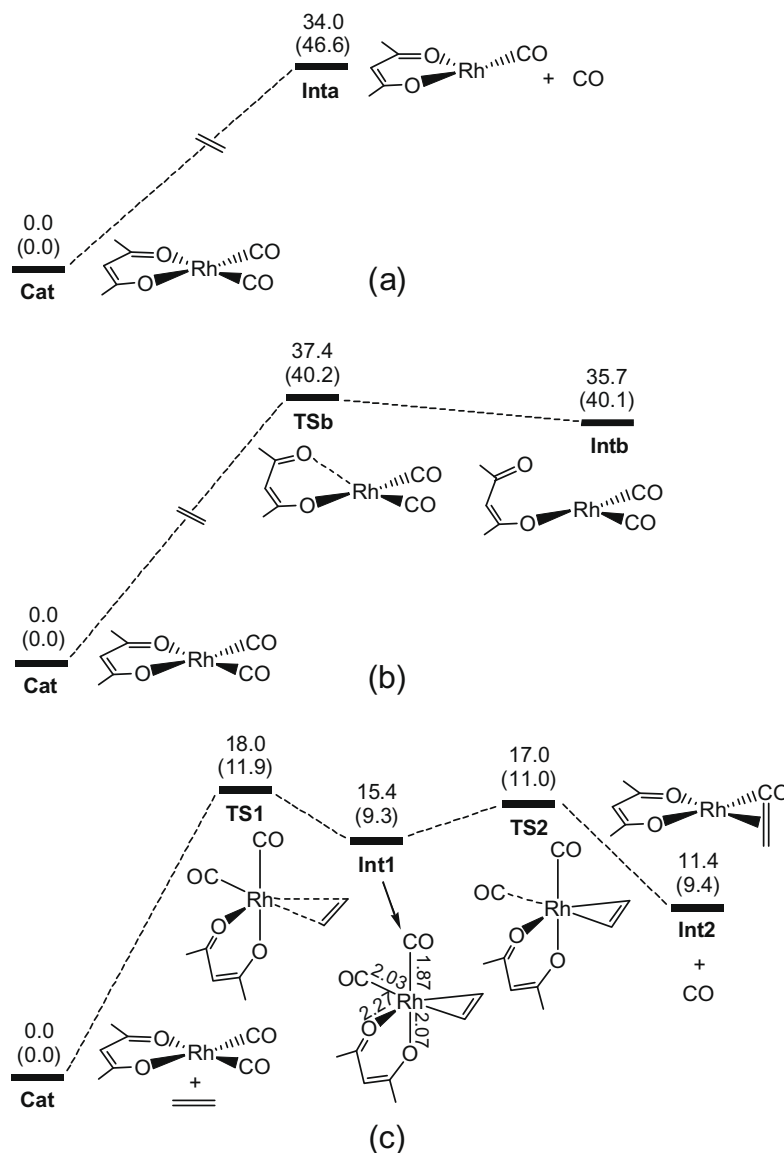 34.0
(46.6)
Inta
O
O
Rh
CO
+ CO
0.0
(0.0)
Cat
O
O
Rh
CO
CO
(a)
37.4
(40.2)
TSb
O
O
Rh
CO
CO
35.7
(40.1)
Intb
O
O
Rh
CO
CO
0.0
(0.0)
Cat
O
O
Rh
CO
CO
(b)
18.0
(11.9)
TS1
CO
OC
Rh
O
O
15.4
(9.3)
Int1
CO
OC
2.03
1.87
Rh
2.27
2.07
O
O
17.0
(11.0)
TS2
CO
OC
Rh
O
O
O
O
Rh
CO
11.4
(9.4)
Int2
+
CO
0.0
(0.0)
Cat
O
O
Rh
CO
CO
+
(c)